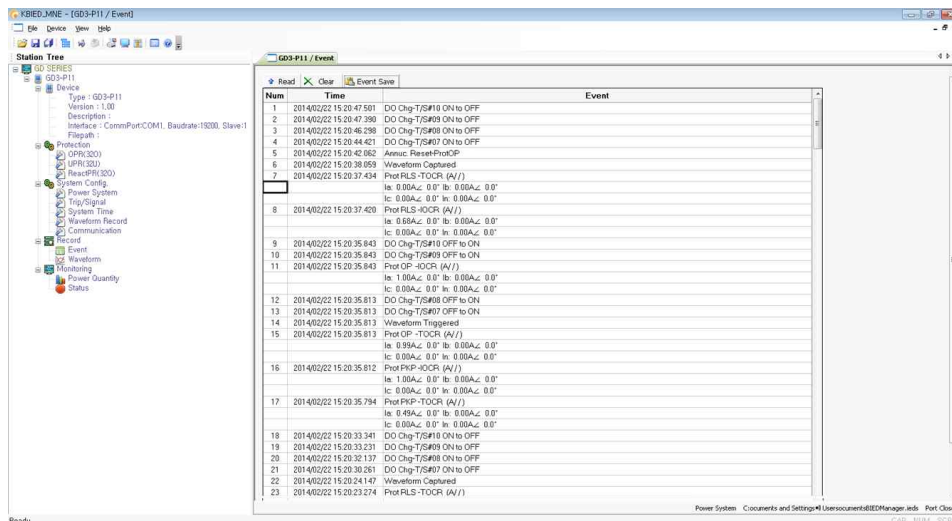 KBIED_MNE - [GD3-P11 / Event]
File Device View Help
Station Tree
GD SERIES
GD3-P11
Device
Type : GD3-P11
Version : 1,00
Description :
Interface : CommPort:COM1, Baudrate:19200, Slave:1
Filepath :
Protection
OPR(32O)
UPR(32U)
ReactPR(32O)
System Config.
Power System
Trip/Signal
System Time
Waveform Record
Communication
Record
Event
Waveform
Monitoring
Power Quantity
Status
GD3-P11 / Event
Read Clear Event Save
Num Time Event
1 2014/02/22 15:20:47.501 DO Chg-T/S#10 ON to OFF
2 2014/02/22 15:20:47.390 DO Chg-T/S#09 ON to OFF
3 2014/02/22 15:20:46.298 DO Chg-T/S#08 ON to OFF
4 2014/02/22 15:20:44.421 DO Chg-T/S#07 ON to OFF
5 2014/02/22 15:20:42.062 Annuc. Reset-ProtOP
6 2014/02/22 15:20:38.059 Waveform Captured
7 2014/02/22 15:20:37.434 Prot RLS -TOCR (A//)
Ia: 0.00A∠ 0.0° Ib: 0.00A∠ 0.0°
Ic: 0.00A∠ 0.0° In: 0.00A∠ 0.0°
8 2014/02/22 15:20:37.420 Prot RLS -IOCR (A//)
Ia: 0.68A∠ 0.0° Ib: 0.00A∠ 0.0°
Ic: 0.00A∠ 0.0° In: 0.00A∠ 0.0°
9 2014/02/22 15:20:35.843 DO Chg-T/S#10 OFF to ON
10 2014/02/22 15:20:35.843 DO Chg-T/S#09 OFF to ON
11 2014/02/22 15:20:35.843 Prot OP -IOCR (A//)
Ia: 1.00A∠ 0.0° Ib: 0.00A∠ 0.0°
Ic: 0.00A∠ 0.0° In: 0.00A∠ 0.0°
12 2014/02/22 15:20:35.813 DO Chg-T/S#08 OFF to ON
13 2014/02/22 15:20:35.813 DO Chg-T/S#07 OFF to ON
14 2014/02/22 15:20:35.813 Waveform Triggered
15 2014/02/22 15:20:35.813 Prot OP -TOCR (A//)
Ia: 0.99A∠ 0.0° Ib: 0.00A∠ 0.0°
Ic: 0.00A∠ 0.0° In: 0.00A∠ 0.0°
16 2014/02/22 15:20:35.812 Prot PKP -IOCR (A//)
Ia: 1.00A∠ 0.0° Ib: 0.00A∠ 0.0°
Ic: 0.00A∠ 0.0° In: 0.00A∠ 0.0°
17 2014/02/22 15:20:35.794 Prot PKP -TOCR (A//)
Ia: 0.49A∠ 0.0° Ib: 0.00A∠ 0.0°
Ic: 0.00A∠ 0.0° In: 0.00A∠ 0.0°
18 2014/02/22 15:20:33.341 DO Chg-T/S#10 ON to OFF
19 2014/02/22 15:20:33.231 DO Chg-T/S#09 ON to OFF
20 2014/02/22 15:20:32.137 DO Chg-T/S#08 ON to OFF
21 2014/02/22 15:20:30.261 DO Chg-T/S#07 ON to OFF
22 2014/02/22 15:20:24.147 Waveform Captured
23 2014/02/22 15:20:23.274 Prot RLS -TOCR (A//)
Power System C:ocuments and Settings
Port
Ready
NUM